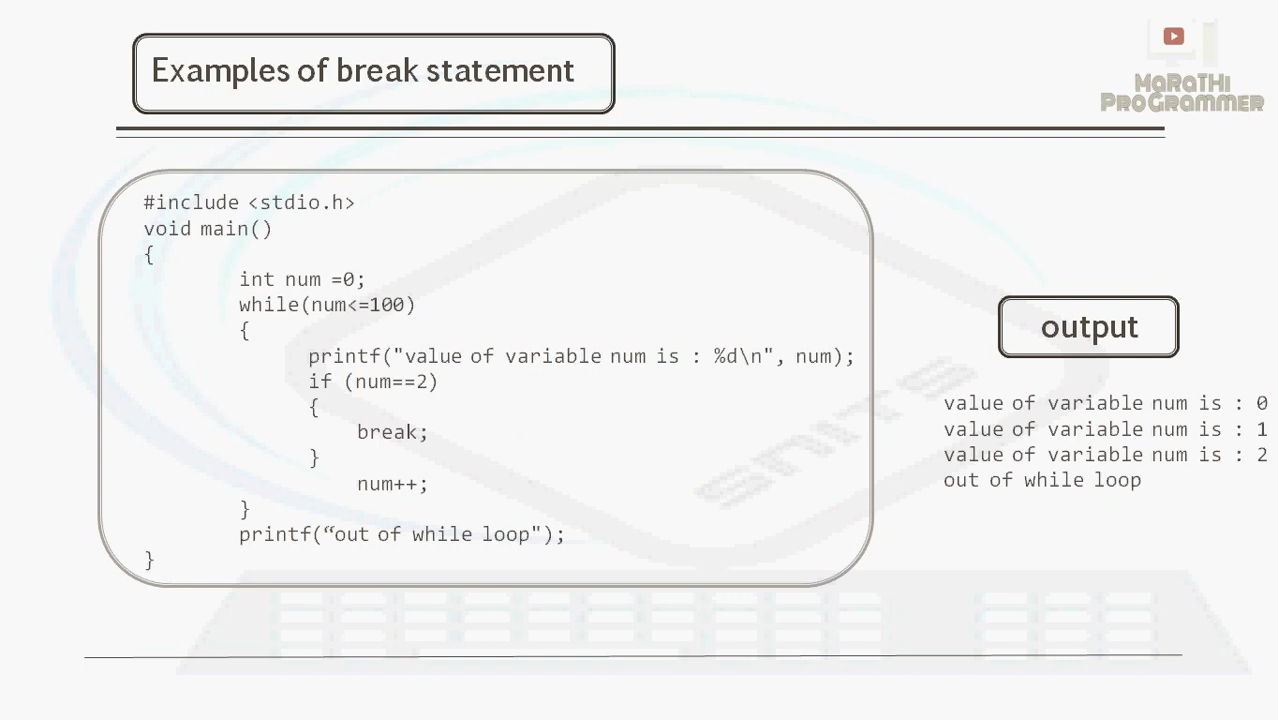 Examples of break statement
MaRaTHi
ProGrammer
#include <stdio.h>
void main()
{
int num =0;
while(num<=100)
{
printf("value of variable num is : %d\n", num);
if (num==2)
{
break;
}
num++;
}
printf(“out of while loop");
}
output
value of variable num is : 0
value of variable num is : 1
value of variable num is : 2
out of while loop
SNITS